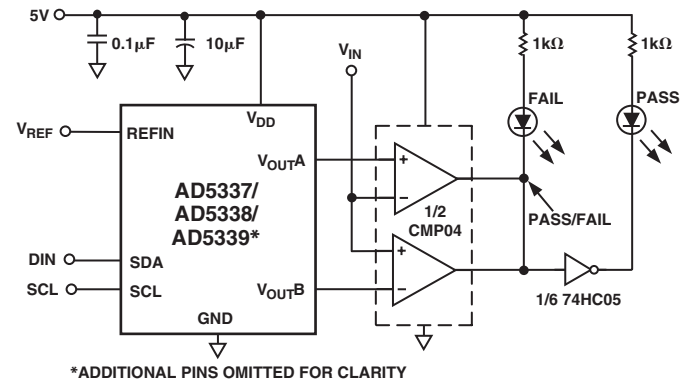 5V
0.1μF
10μF
VIN
1kΩ
1kΩ
FAIL
PASS
VREF
REFIN
VDD
VOUTA
AD5337/
AD5338/
AD5339*
+
−
1/2
CMP04
PASS/FAIL
+
−
DIN
SDA
SCL
SCL
VOUTB
1/6 74HC05
GND
*ADDITIONAL PINS OMITTED FOR CLARITY